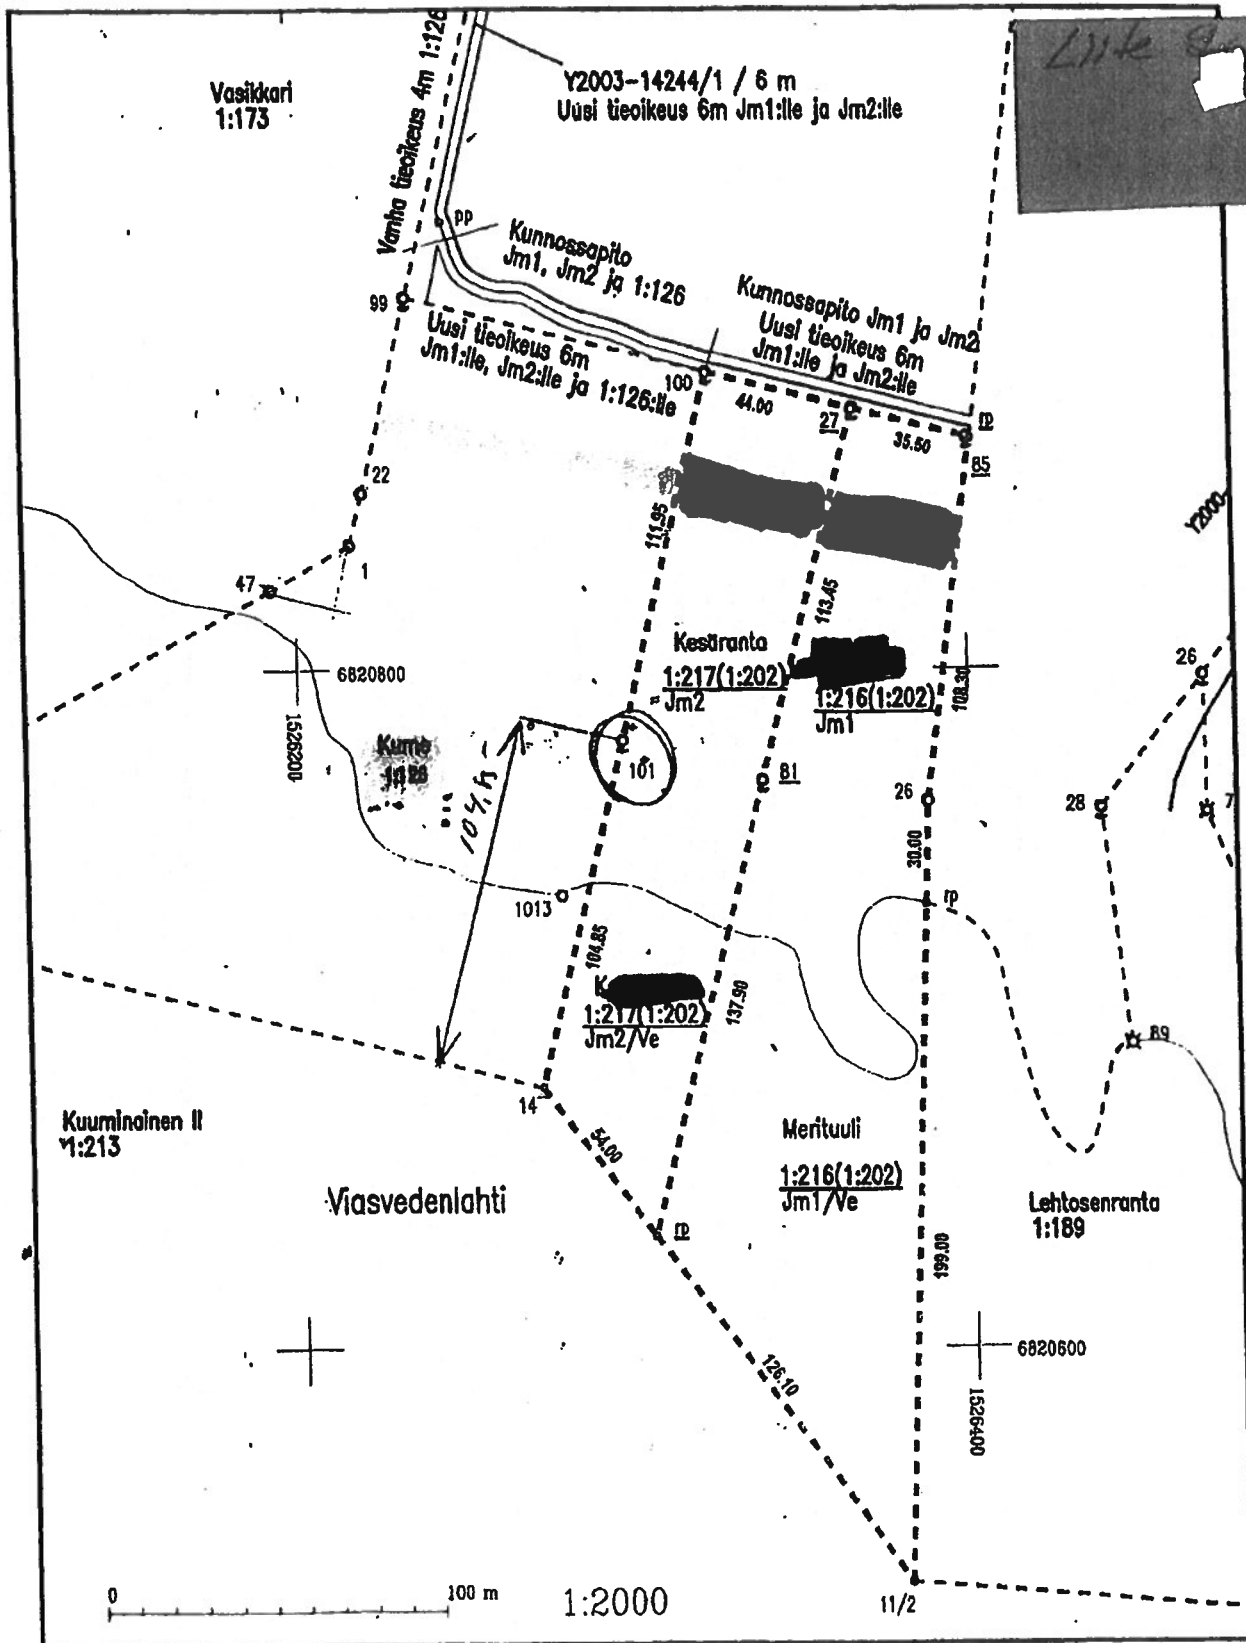 Liite
Vasikkari
1:173
Vanha tieoikeus 4m 1:126
Y2003-14244/1 / 6 m
Uusi tieoikeus 6m Jm1:lle ja Jm2:lle
pp
Kunnossapito
Jm1, Jm2 ja 1:126
Kunnossapito Jm1 ja Jm2
Uusi tieoikeus 6m
Jm1:lle ja Jm2:lle
99
Uusi tieoikeus 6m
Jm1:lle, Jm2:lle ja 1:126:lle
100
44.00
27
35.50
rp
85
22
111.95
Y2000-
1
47
113.45
Kesäranta
1:217(1:202)
Jm2
1:216(1:202)
Jm1
108.30
26
6820800
1526200
101
81
26
28
7
30.00
1013
rp
104.85
K
1:217(1:202)
Jm2/Ve
137.90
89
14
Kuuminainen II
1:213
54.00
Merituuli
1:216(1:202)
Jm1/Ve
Viasvedenlahti
Lehtosenranta
1:189
rp
199.00
6820600
1526400
126.10
0
100 m
1:2000
11/2